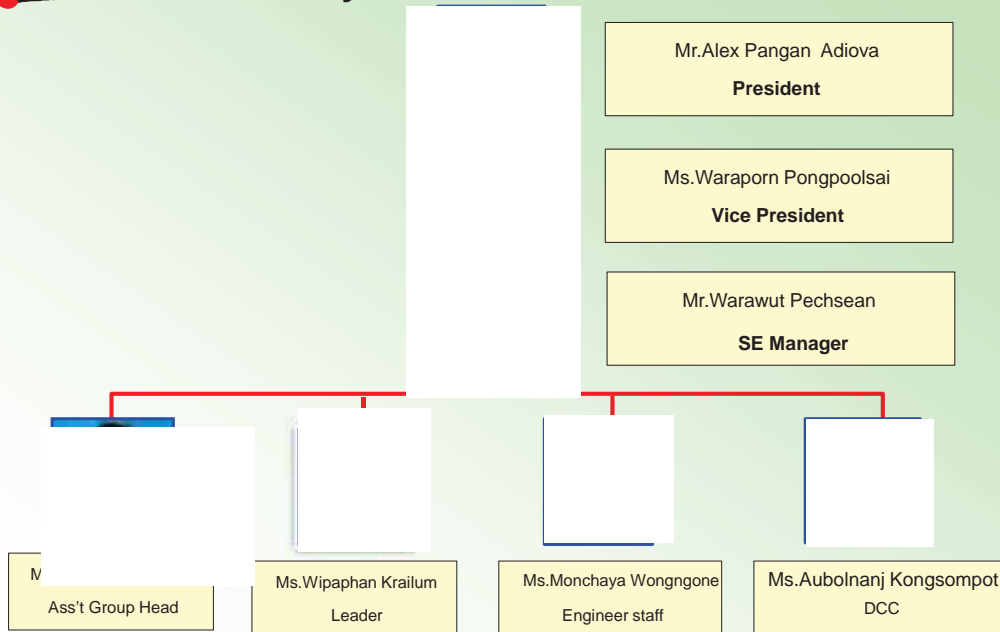 Mr.Alex Pangan Adiova
President
Ms.Waraporn Pongpoolsai
Vice President
Mr.Warawut Pechsean
SE Manager
Ass't Group Head
Ms.Wipaphan Krailum
Leader
Ms.Monchaya Wongngone
Engineer staff
Ms.Aubolnanj Kongsompot
DCC